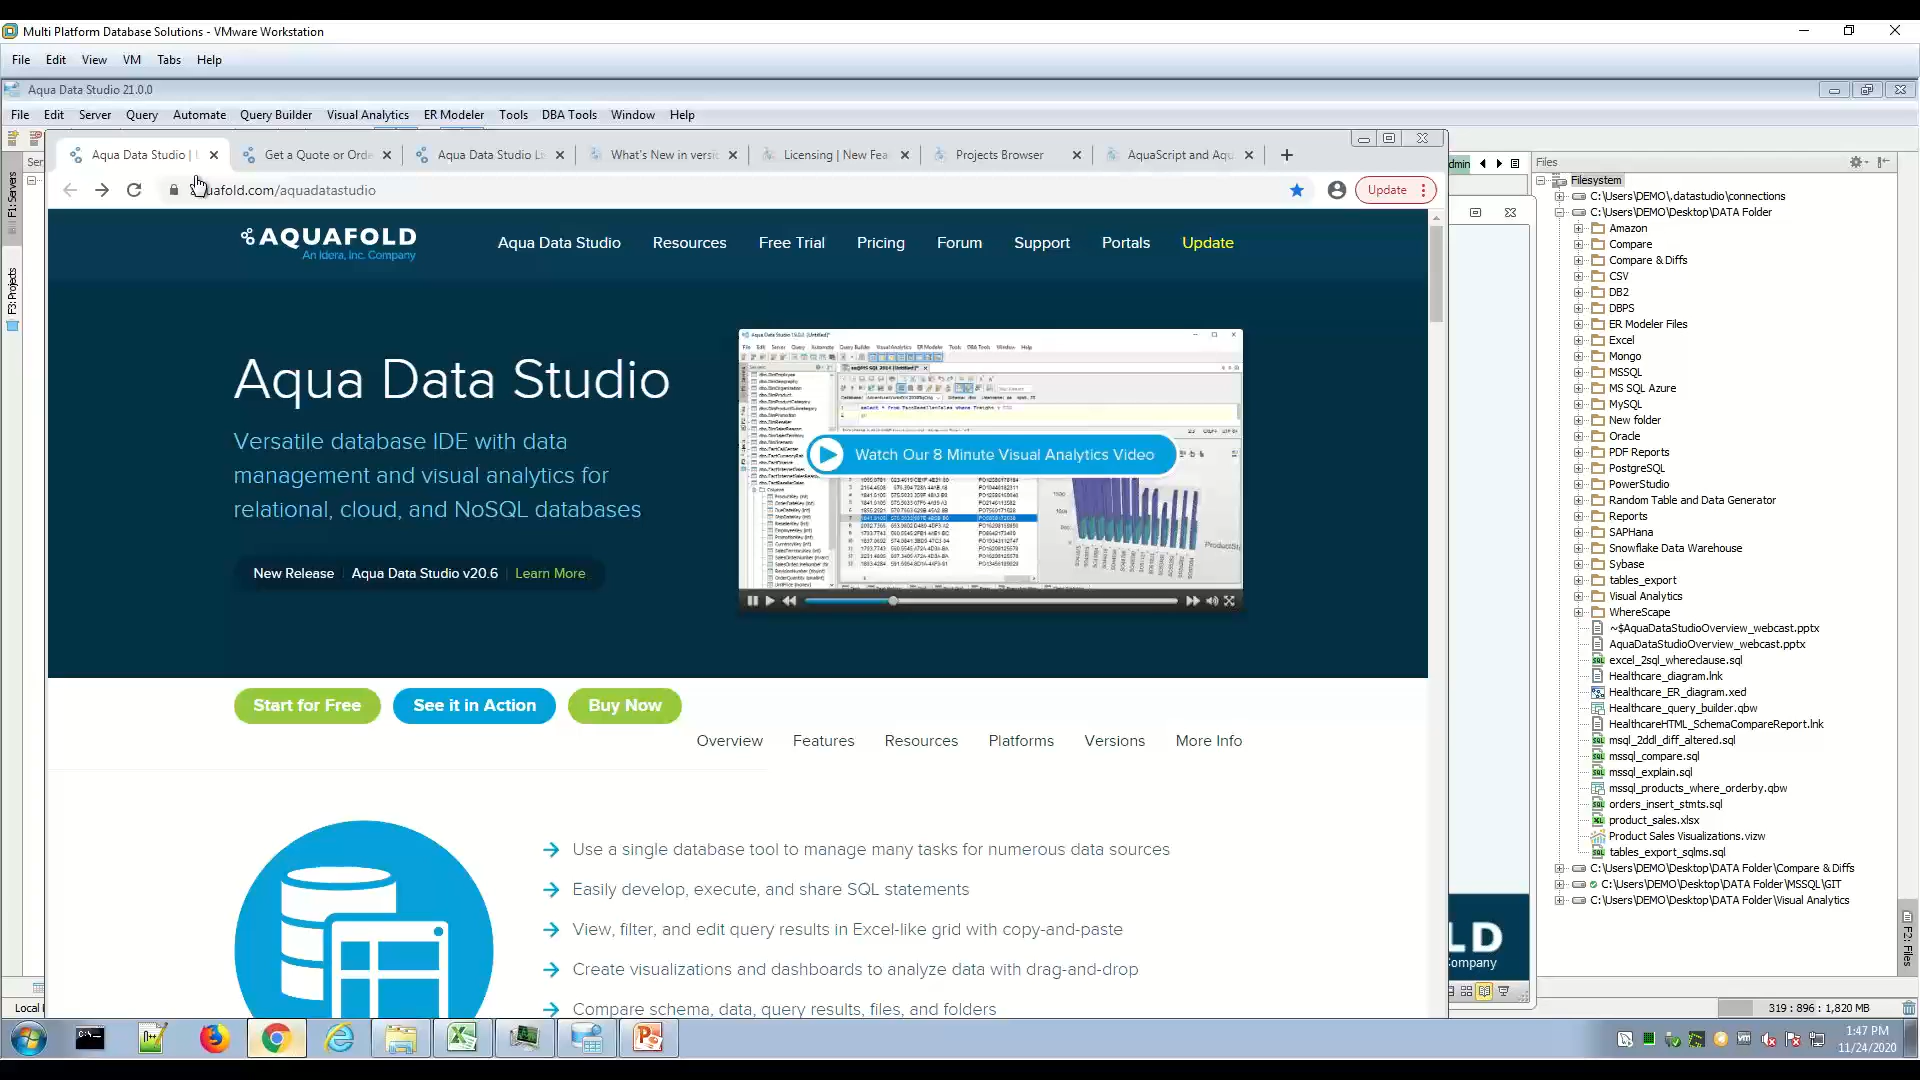 Multi Platform Database Solutions - VMware Workstation
File Edit View VM Tabs Help
Aqua Data Studio 21.0.0
File Edit Server Query Automate Query Builder Visual Analytics ER Modeler Tools DBA Tools Window Help
Aqua Data Studio |
Get a Quote or Orde
Aqua Data Studio
What's New in versi
Licensing | New Fea
Projects Browser
AquaScript and Aqu
uafold.com/aquadatastudio
Update
F1: Servers
F3: Projects
AQUAFOLD
An Idera, Inc. Company
Aqua Data Studio Resources Free Trial Pricing Forum Support Portals Update
Aqua Data Studio
Versatile database IDE with data
management and visual analytics for
relational, cloud, and NoSQL databases
New Release Aqua Data Studio v20.6 Learn More
Watch Our 8 Minute Visual Analytics Video
Start for Free See it in Action Buy Now
Overview Features Resources Platforms Versions More Info
Use a single database tool to manage many tasks for numerous data sources
Easily develop, execute, and share SQL statements
View, filter, and edit query results in Excel-like grid with copy-and-paste
Create visualizations and dashboards to analyze data with drag-and-drop
Compare schema, data, query results, files, and folders
dmin
Files
Filesystem
C:\Users\DEMO\.datastudio\connections
C:\Users\DEMO\Desktop\DATA Folder
Amazon
Compare
Compare & Diffs
CSV
DB2
DBPS
ER Modeler Files
Excel
Mongo
MSSQL
MS SQL Azure
MySQL
New folder
Oracle
PDF Reports
PostgreSQL
PowerStudio
Random Table and Data Generator
Reports
SAPHana
Snowflake Data Warehouse
Sybase
tables_export
Visual Analytics
WhereScape
~$AquaDataStudioOverview_webcast.pptx
AquaDataStudioOverview_webcast.pptx
excel_2sql_whereclause.sql
Healthcare_diagram.lnk
Healthcare_ER_diagram.xed
Healthcare_query_builder.qbw
HealthcareHTML_SchemaCompareReport.lnk
msql_2ddl_diff_altered.sql
mssql_compare.sql
mssql_explain.sql
mssql_products_where_orderby.qbw
orders_insert_stmts.sql
product_sales.xlsx
Product Sales Visualizations.vizw
tables_export_sqlms.sql
C:\Users\DEMO\Desktop\DATA Folder\Compare & Diffs
C:\Users\DEMO\Desktop\DATA Folder\MSSQL\GIT
C:\Users\DEMO\Desktop\DATA Folder\Visual Analytics
F2: Files
LD
ompany
319 : 896 : 1,820 MB
1:47 PM
11/24/2020